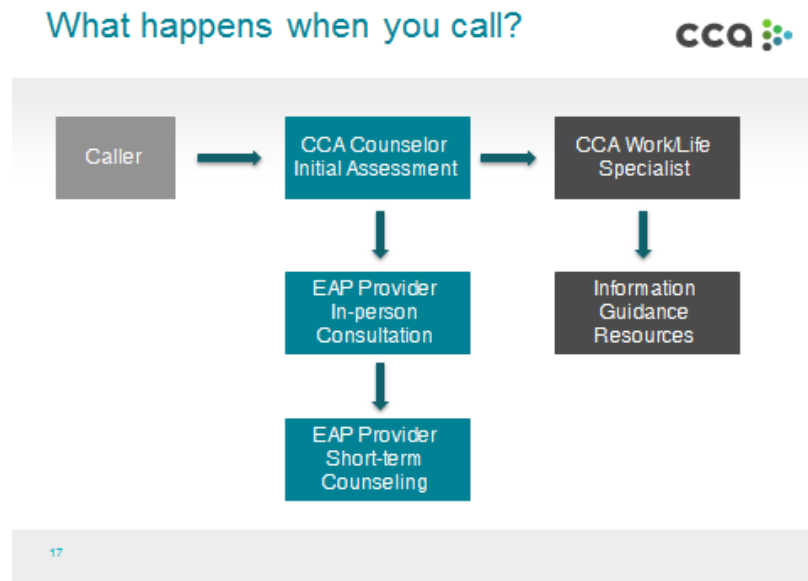 What happens when you call?
cca
Caller
CCA Counselor
Initial Assessment
CCA Work/Life
Specialist
EAP Provider
In-person
Consultation
Information
Guidance
Resources
EAP Provider
Short-term
Counseling
17